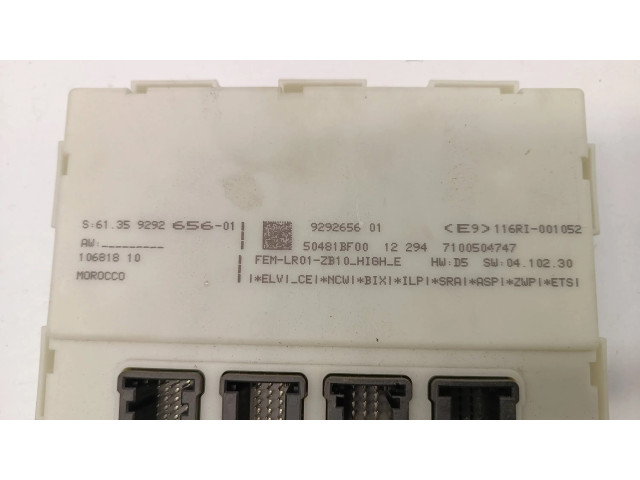 S:61.35 9292 656-01
AW:_________
106818 10
MOROCCO
9292656 01
<E9>116RI-001052
50481BF00 12 294 7100504747
FEM-LR01-ZB10_HIGH_E HW:D5 SW:04.102.30
|*ELV|_CE|*NCW|*BIX|*ILP|*SRA|*ASP|*ZWP|*ETS|